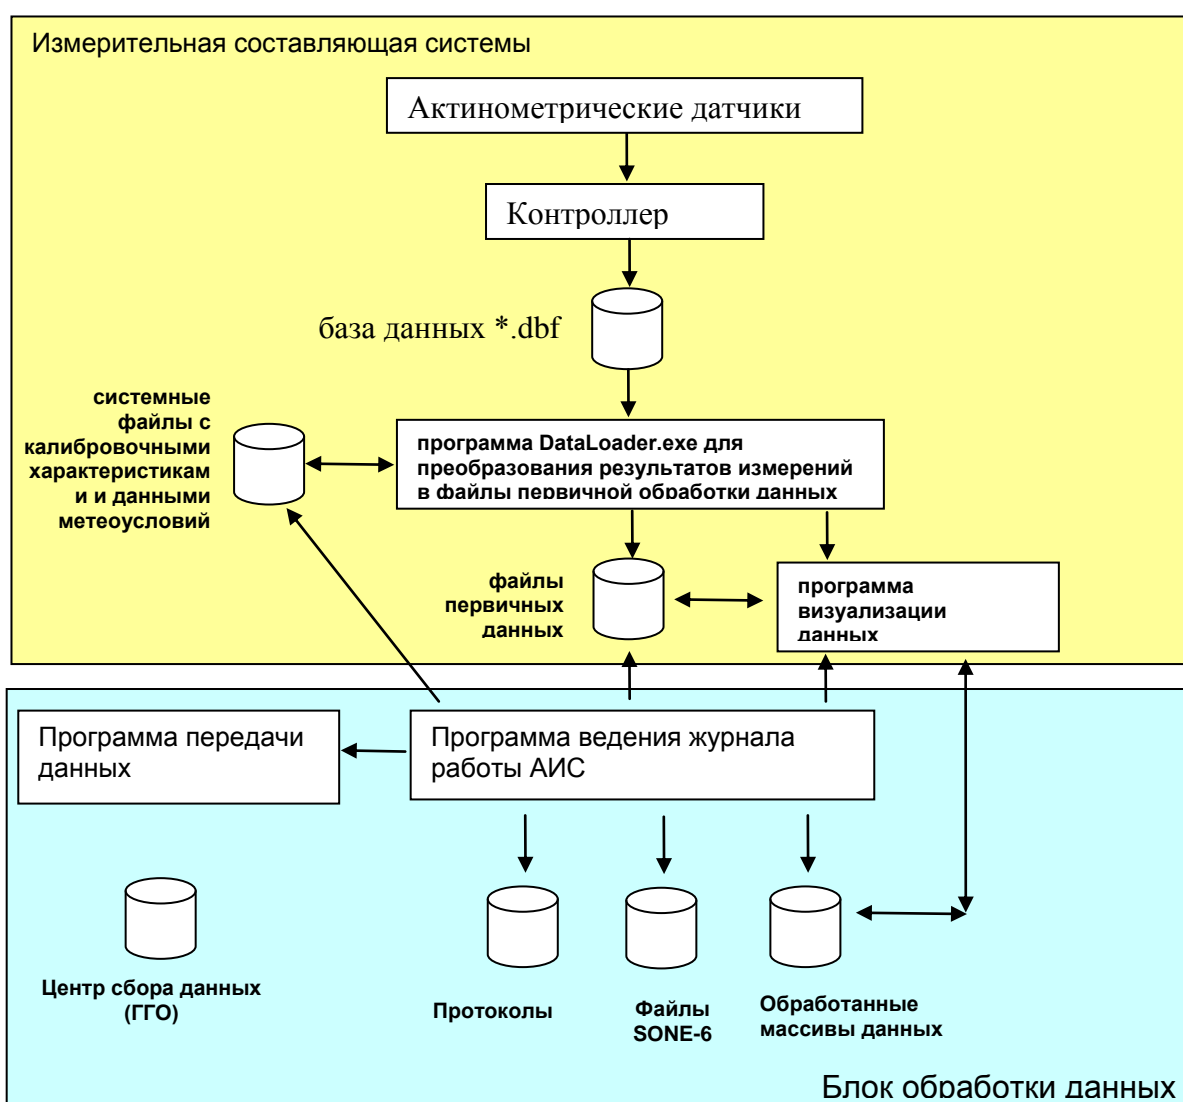 Измерительная составляющая системы
Актинометрические датчики
Контроллер
база данных *.dbf
системные
файлы с
калибровочными
характеристикам
и и данными
метеоусловий
программа DataLoader.exe для
преобразования результатов измерений
в файлы первичной обработки данных
файлы
первичных
данных
программа
визуализации
данных
Программа передачи
данных
Программа ведения журнала
работы АИС
Центр сбора данных
(ГГО)
Протоколы
Файлы
SONE-6
Обработанные
массивы данных
Блок обработки данных